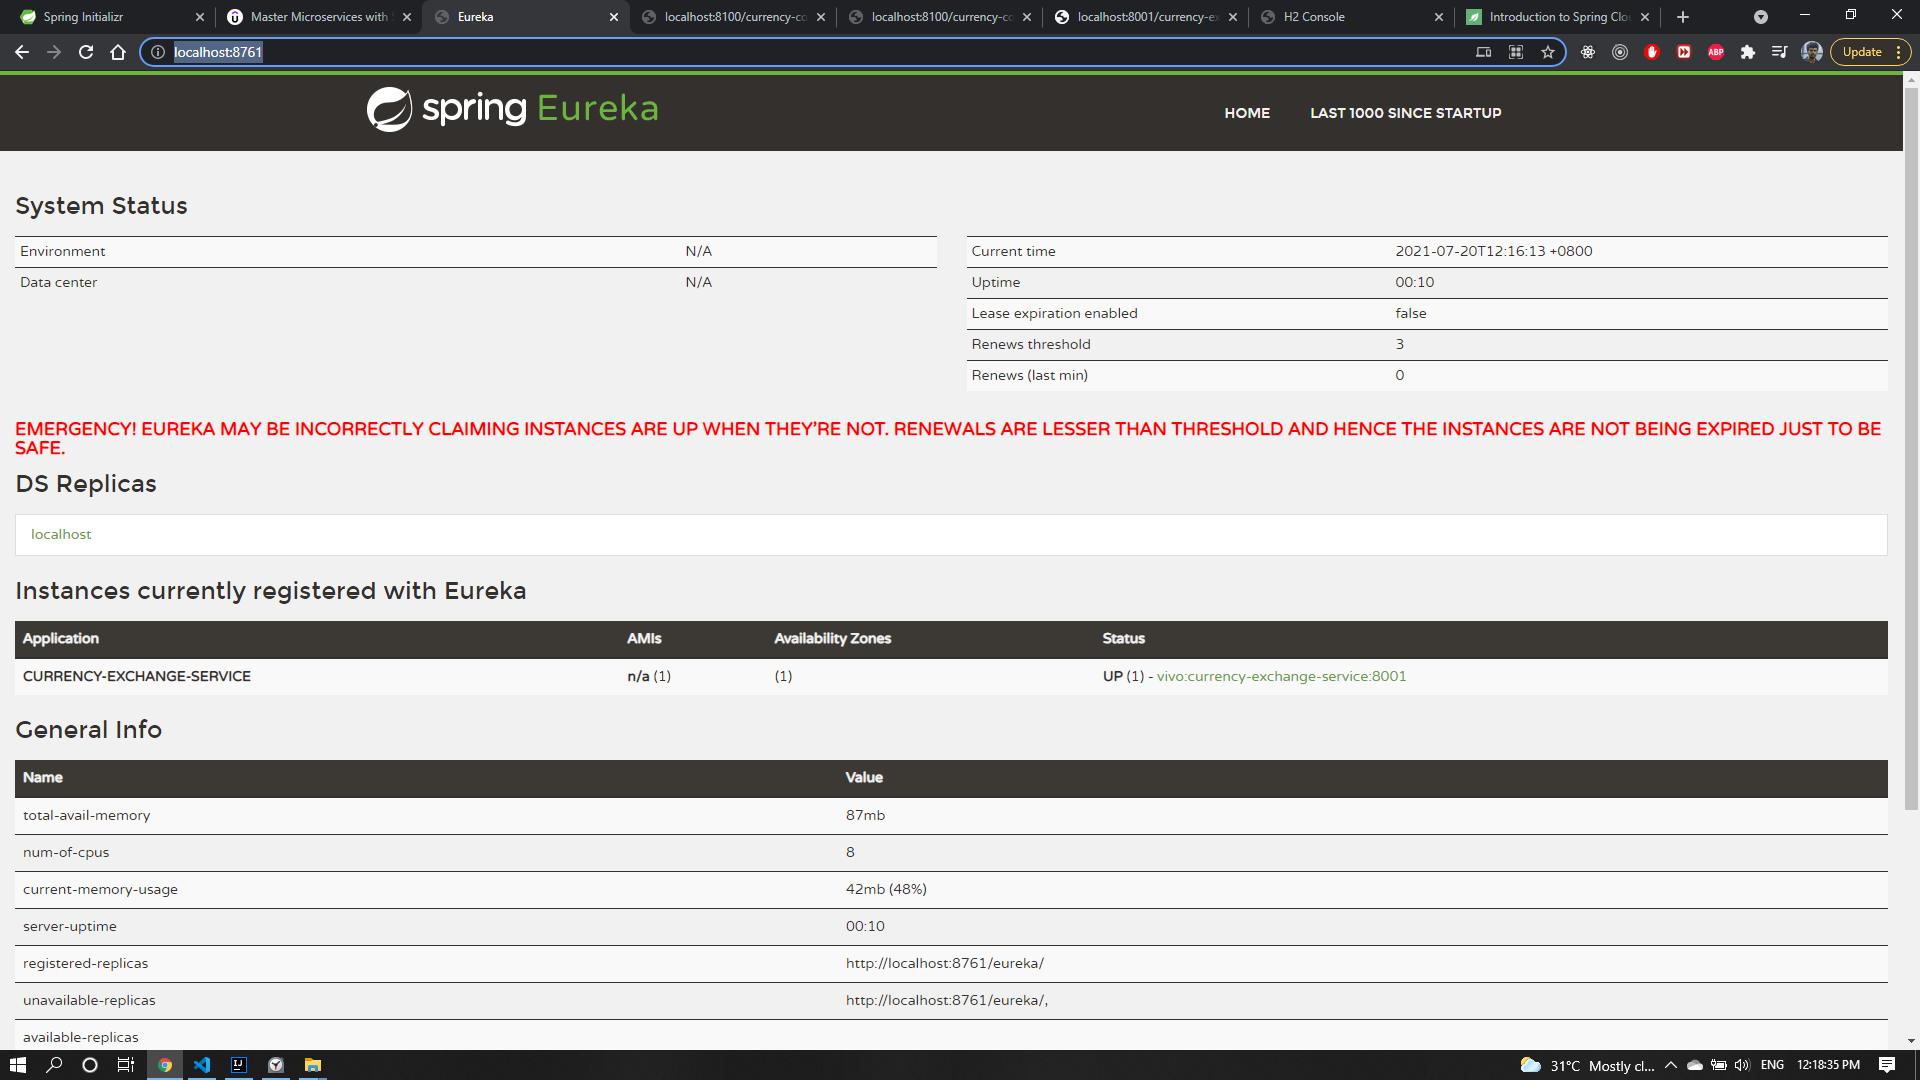 Spring Initializr
Master Microservices with
Eureka
localhost:8100/currency-co
localhost:8100/currency-co
localhost:8001/currency-e
H2 Console
Introduction to Spring Clo
localhost:8761
ABP
Update
spring Eureka
HOME
LAST 1000 SINCE STARTUP
System Status
Environment N/A
Data center N/A
Current time 2021-07-20T12:16:13 +0800
Uptime 00:10
Lease expiration enabled false
Renews threshold 3
Renews (last min) 0
EMERGENCY! EUREKA MAY BE INCORRECTLY CLAIMING INSTANCES ARE UP WHEN THEY'RE NOT. RENEWALS ARE LESSER THAN THRESHOLD AND HENCE THE INSTANCES ARE NOT BEING EXPIRED JUST TO BE
SAFE.
DS Replicas
localhost
Instances currently registered with Eureka
Application AMIs Availability Zones Status
CURRENCY-EXCHANGE-SERVICE n/a (1) (1) UP (1) - vivo:currency-exchange-service:8001
General Info
Name Value
total-avail-memory 87mb
num-of-cpus 8
current-memory-usage 42mb (48%)
server-uptime 00:10
registered-replicas http://localhost:8761/eureka/
unavailable-replicas http://localhost:8761/eureka/,
available-replicas
31°C Mostly cl... ENG 12:18:35 PM